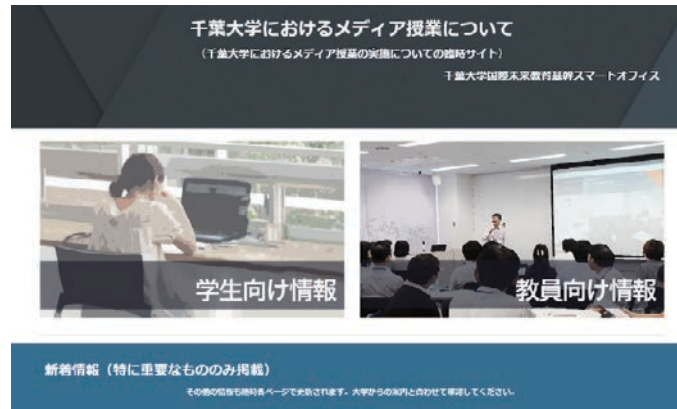 千葉大学におけるメディア授業について
（千葉大学におけるメディア授業の実施についての臨時サイト）
千葉大学国際未来教育基幹スマートオフィス
学生向け情報
教員向け情報
新着情報（特に重要なもののみ掲載）
その他の情報も随時各ページで更新されます。大学からの案内と合わせて確認してください。